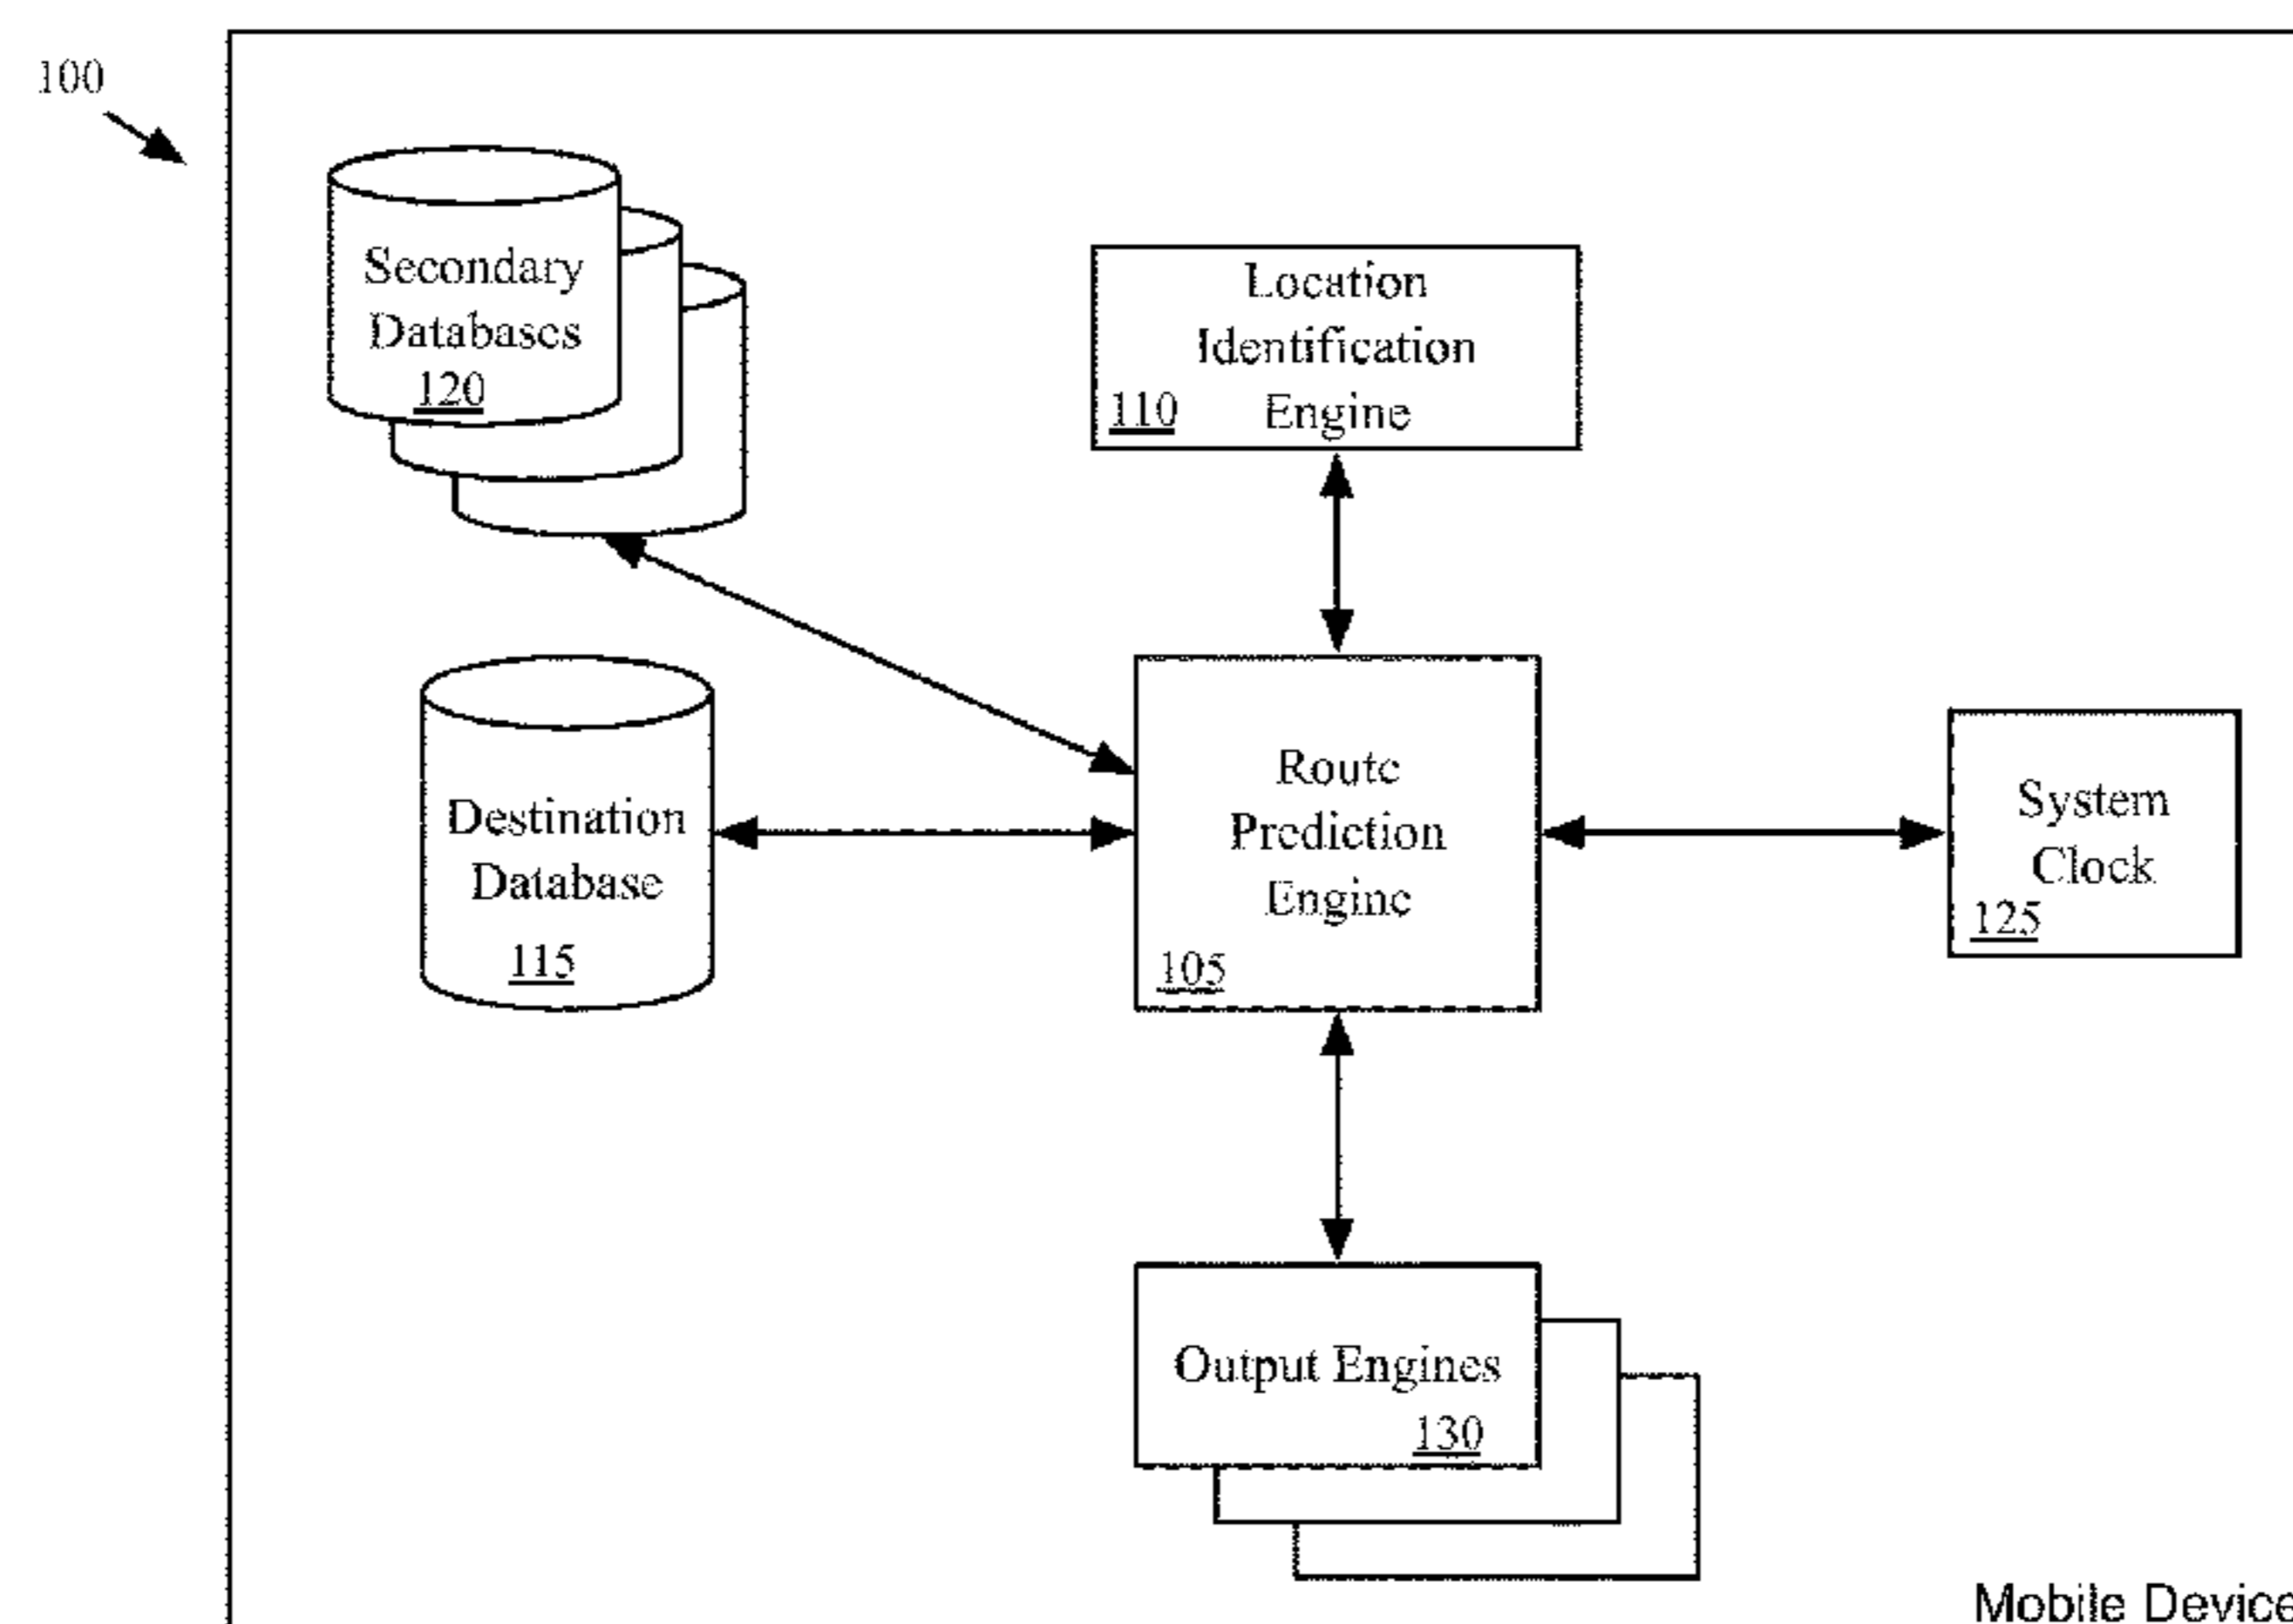 100
Secondary
Databases
120
Location
Identification
Engine
110
Destination
Database
115
Route
Prediction
Engine
105
System
Clock
125
Output Engines
130
Mobile Device